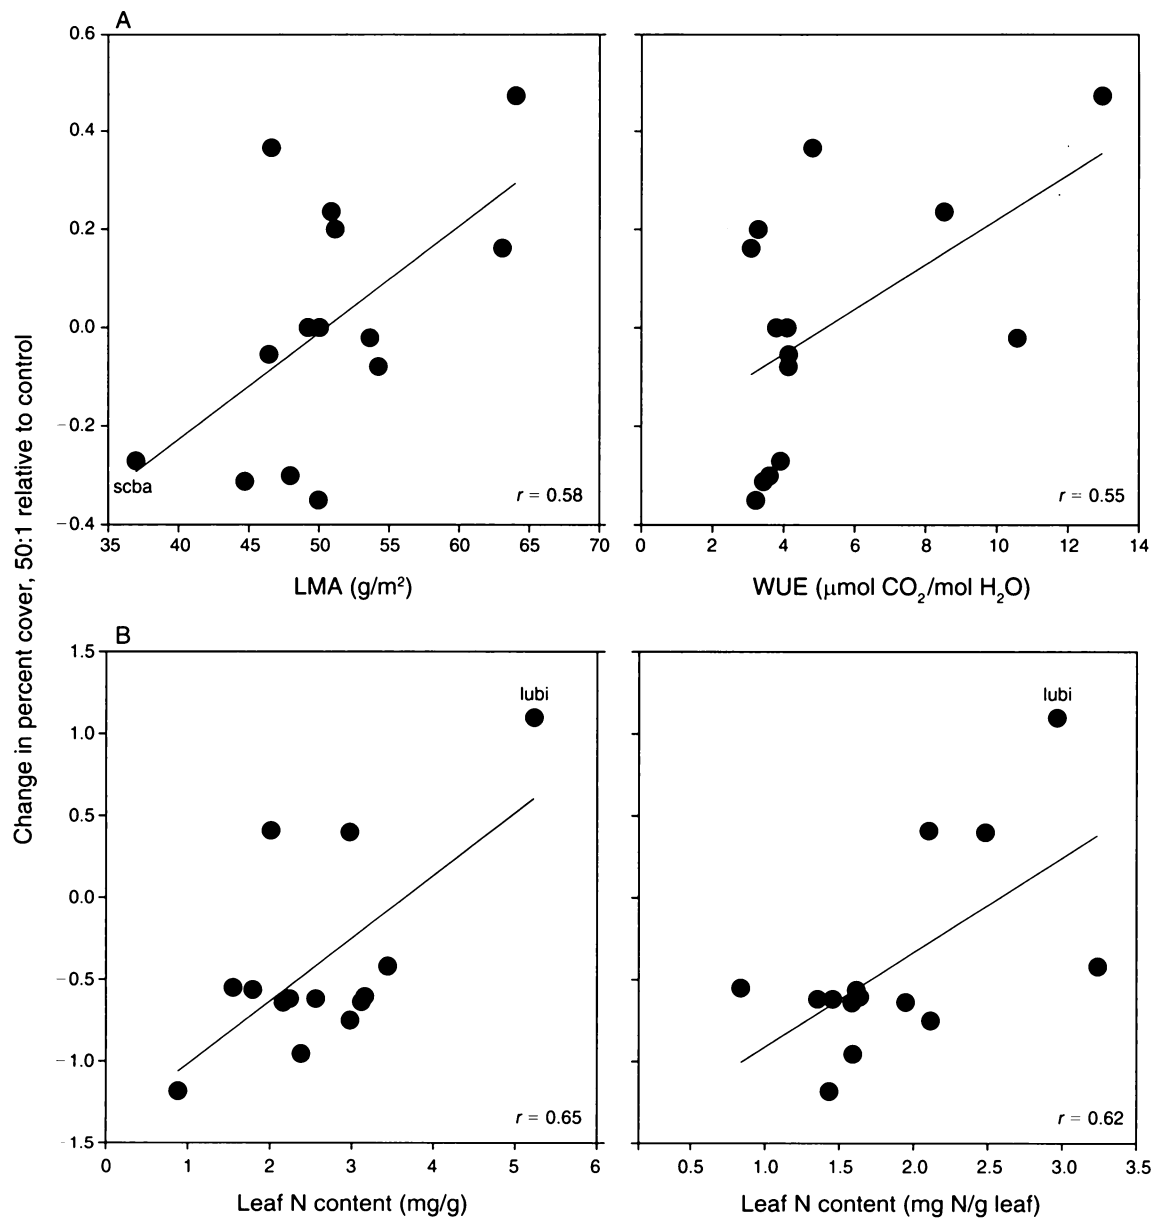 A
0.6
0.4
0.2
0.0
−0.2
−0.4
scba
r = 0.58
r = 0.55
35 40 45 50 55 60 65 70
0 2 4 6 8 10 12 14
LMA (g/m²)
WUE (μmol CO₂/mol H₂O)
Change in percent cover, 50:1 relative to control
B
1.5
1.0
0.5
0.0
−0.5
−1.0
−1.5
lubi
lubi
r = 0.65
r = 0.62
0 1 2 3 4 5 6
0.5 1.0 1.5 2.0 2.5 3.0 3.5
Leaf N content (mg/g)
Leaf N content (mg N/g leaf)